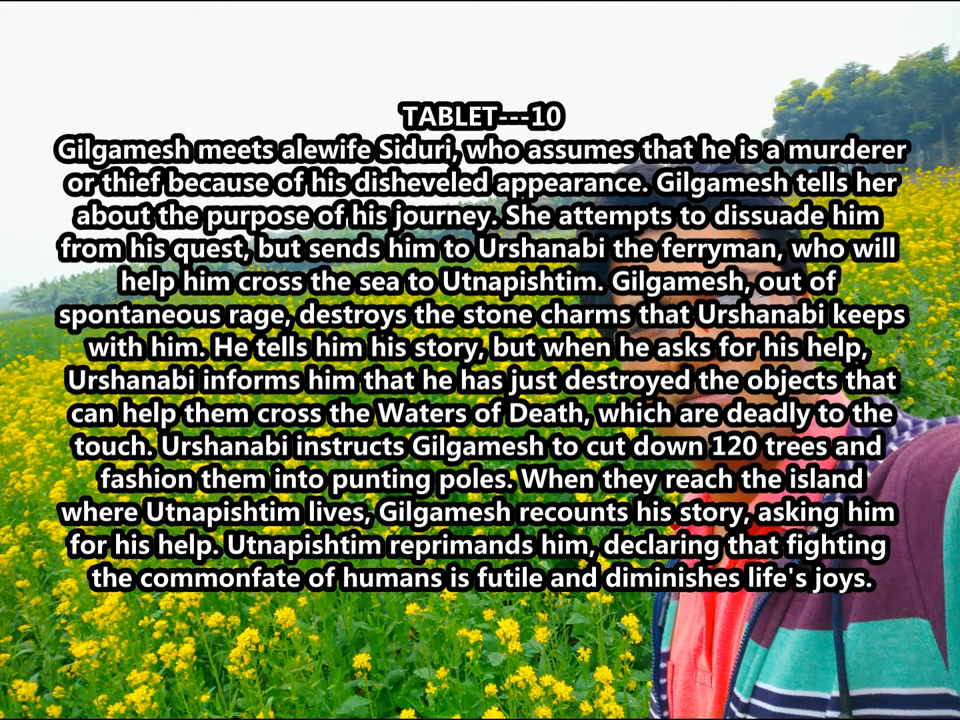 TABLET---10
Gilgamesh meets alewife Siduri, who assumes that he is a murderer
or thief because of his disheveled appearance. Gilgamesh tells her
about the purpose of his journey. She attempts to dissuade him
from his quest, but sends him to Urshanabi the ferryman, who will
help him cross the sea to Utnapishtim. Gilgamesh, out of
spontaneous rage, destroys the stone charms that Urshanabi keeps
with him. He tells him his story, but when he asks for his help,
Urshanabi informs him that he has just destroyed the objects that
can help them cross the Waters of Death, which are deadly to the
touch. Urshanabi instructs Gilgamesh to cut down 120 trees and
fashion them into punting poles. When they reach the island
where Utnapishtim lives, Gilgamesh recounts his story, asking him
for his help. Utnapishtim reprimands him, declaring that fighting
the commonfate of humans is futile and diminishes life's joys.